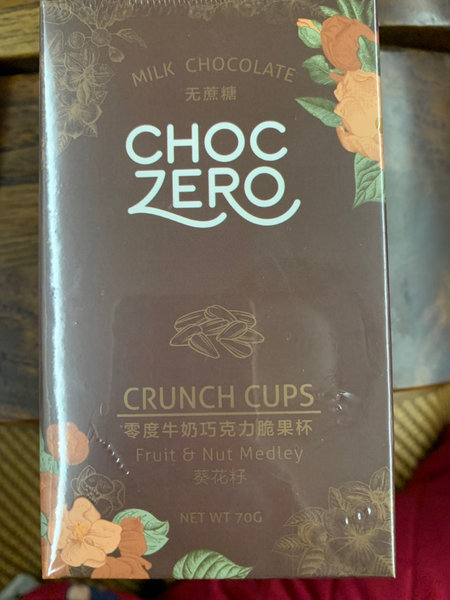 MILK CHOCOLATE
无蔗糖
CHOC
ZERO
CRUNCH CUPS
零度牛奶巧克力脆果杯
Fruit & Nut Medley
葵花籽
NET WT 70G